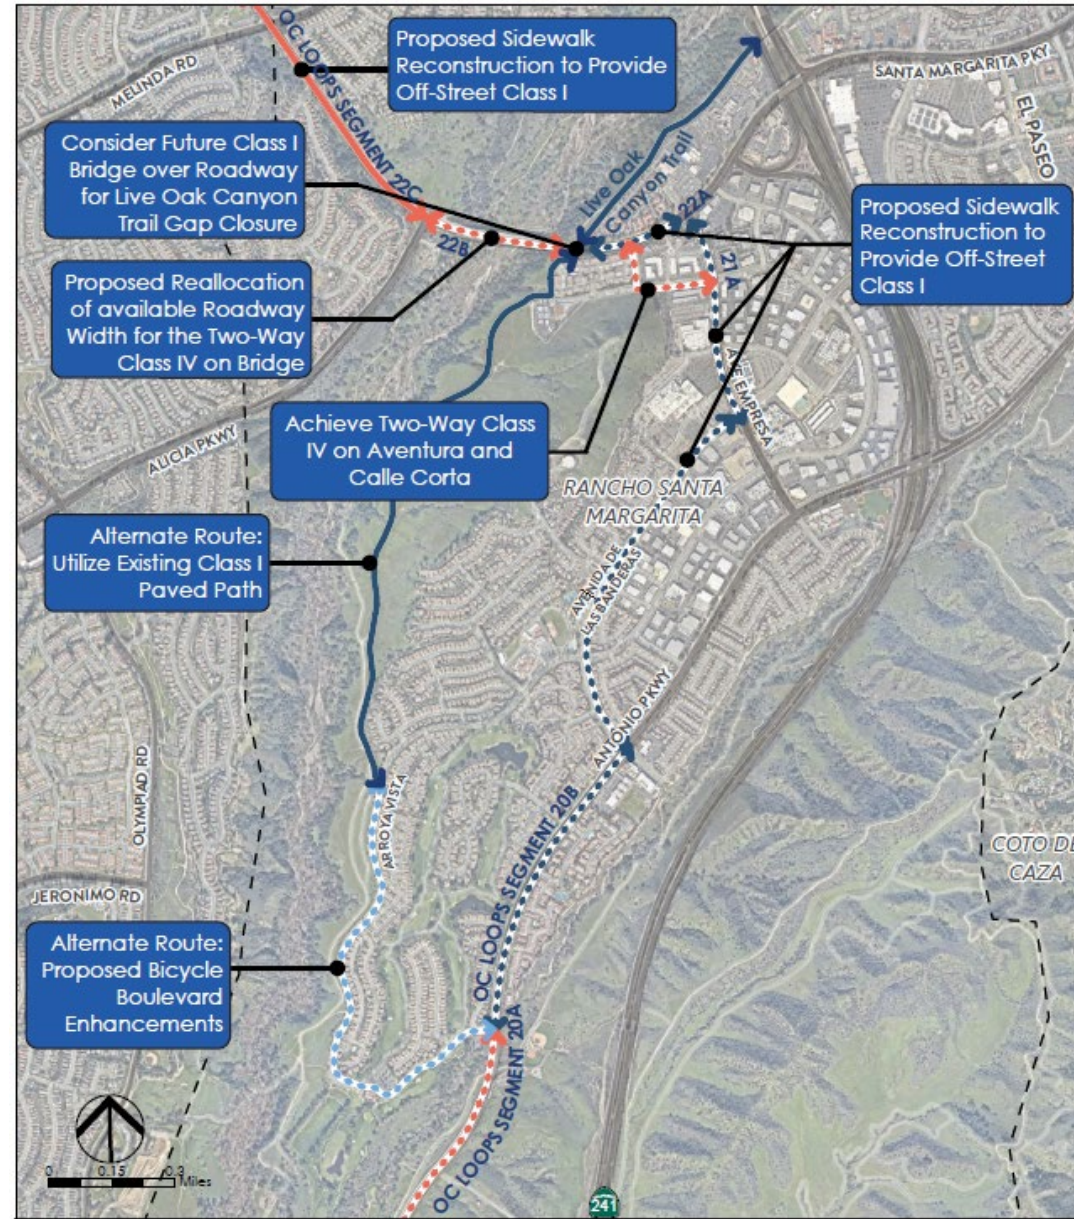 OC LOOPS SEGMENT 22C
MELINDA RD
Proposed Sidewalk
Reconstruction to Provide
Off-Street Class I
SANTA MARGARITA PKY
EL PASEO
Consider Future Class I
Bridge over Roadway
for Live Oak Canyon
Trail Gap Closure
Live Oak
Canyon Trail
22A
22B
21A
Proposed Sidewalk
Reconstruction to
Provide Off-Street
Class I
Proposed Reallocation
of available Roadway
Width for the Two-Way
Class IV on Bridge
AVE EMPRESA
ALICIA PKWY
Achieve Two-Way Class
IV on Aventura and
Calle Corta
RANCHO SANTA
MARGARITA
Alternate Route:
Utilize Existing Class I
Paved Path
AVENIDA DE
LAS BANDERAS
ANTONIO PKWY
OLYMPIAD RD
ARROYA VISTA
OC LOOPS SEGMENT 20B
COTO DE
CAZA
JERONIMO RD
Alternate Route:
Proposed Bicycle
Boulevard
Enhancements
OC LOOPS SEGMENT 20A
0 0.15 0.3
Miles
241